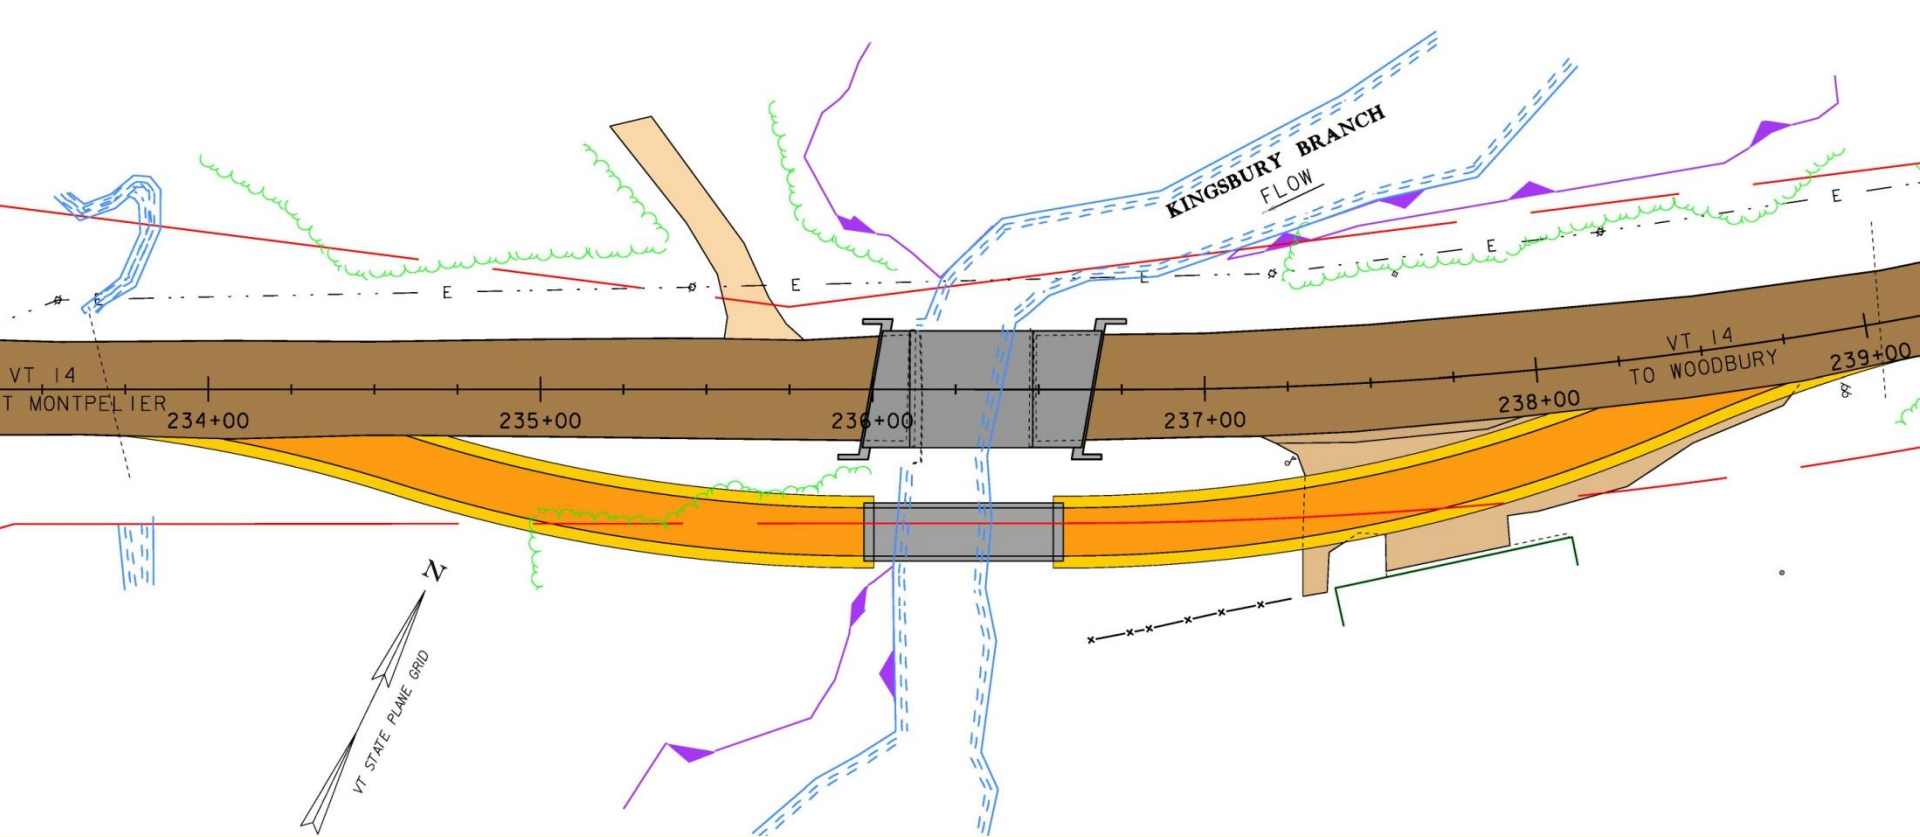 KINGSBURY BRANCH
FLOW
E
E
E
E
E
E
VT 14
T MONTPELIER
234+00
235+00
236+00
237+00
238+00
VT 14
TO WOODBURY
239+00
N
VT STATE PLANE GRID